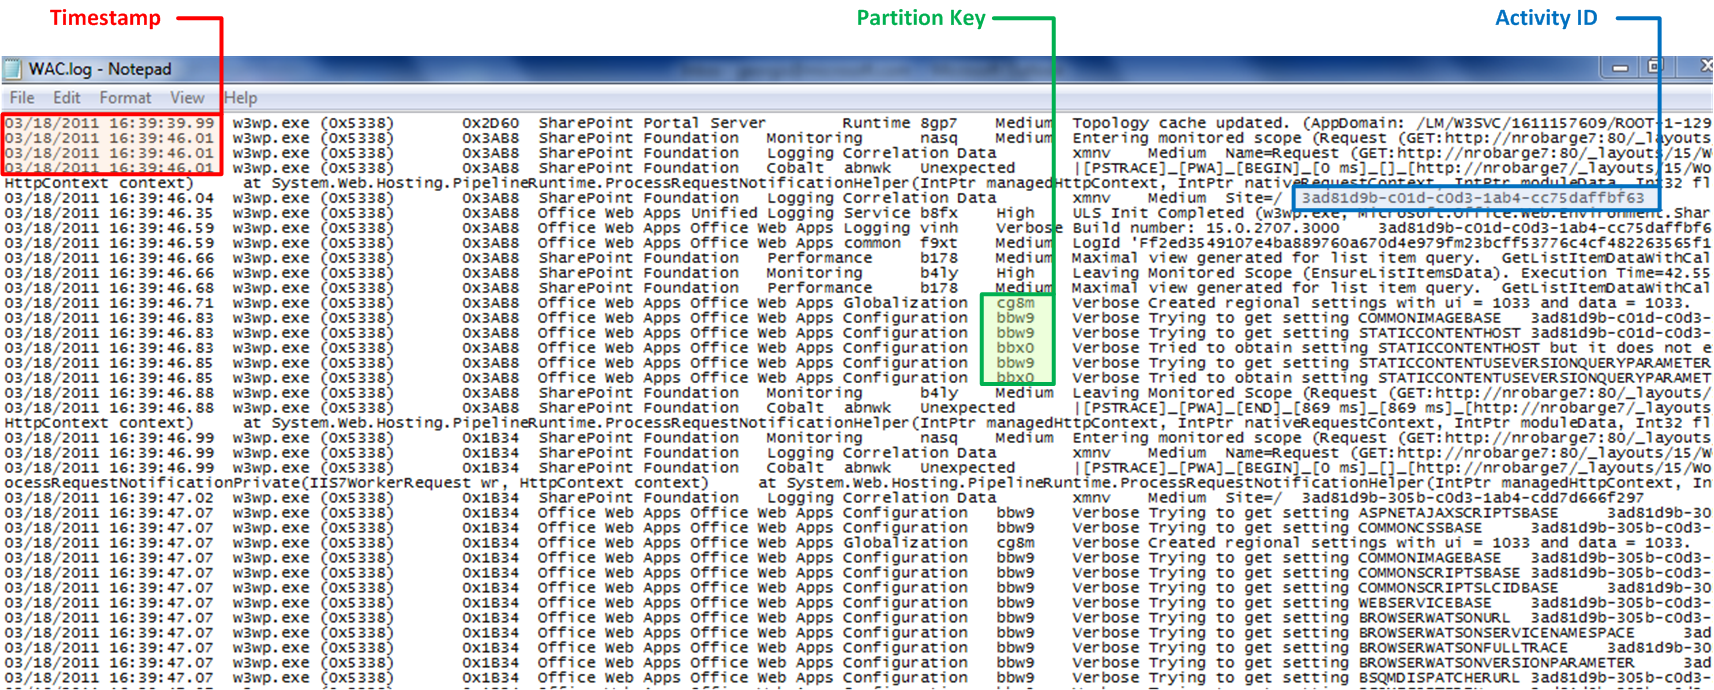 Timestamp Partition Key Activity ID
WAC.log - Notepad
File Edit Format View Help
03/18/2011 16:39:39.99 w3wp.exe (0x5338) 0x2D60 SharePoint Portal Server Runtime 8gp7 Medium Topology cache updated. (AppDomain: /LM/W3SVC/1611157609/ROOT-1-129
03/18/2011 16:39:46.01 w3wp.exe (0x5338) 0x3AB8 SharePoint Foundation Monitoring nasq Medium Entering monitored scope (Request (GET:http://nrobarge7:80/_layouts/
03/18/2011 16:39:46.01 w3wp.exe (0x5338) 0x3AB8 SharePoint Foundation Logging Correlation Data xmnv Medium Name=Request (GET:http://nrobarge7:80/_layouts/15/Wo
03/18/2011 16:39:46.01 w3wp.exe (0x5338) 0x3AB8 SharePoint Foundation Cobalt abnwk Unexpected |[PSTRACE]_[PWA]_[BEGIN]_[0 ms]_[]_[http://nrobarge7/_layouts/15/Wo
HttpContext context) at System.Web.Hosting.PipelineRuntime.ProcessRequestNotificationHelper(IntPtr managedHttpContext, IntPtr nativeRequestContext, IntPtr moduleData, Int32 fl
03/18/2011 16:39:46.04 w3wp.exe (0x5338) 0x3AB8 SharePoint Foundation Logging Correlation Data xmnv Medium Site=/ 3ad81d9b-c01d-c0d3-1ab4-cc75daffbf63
03/18/2011 16:39:46.35 w3wp.exe (0x5338) 0x3AB8 Office Web Apps Unified Logging Service b8fx High ULS Init Completed (w3wp.exe, Microsoft.Office.Web.Environment.Shar
03/18/2011 16:39:46.59 w3wp.exe (0x5338) 0x3AB8 Office Web Apps Office Web Apps Logging vinh Verbose Build number: 15.0.2707.3000 3ad81d9b-c01d-c0d3-1ab4-cc75daffbf6
03/18/2011 16:39:46.59 w3wp.exe (0x5338) 0x3AB8 Office Web Apps Office Web Apps common f9xt Medium LogId 'Ff2ed3549107e4ba889760a670d4e979fm23bcff53776c4cf482263565f1
03/18/2011 16:39:46.66 w3wp.exe (0x5338) 0x3AB8 SharePoint Foundation Performance b178 Medium Maximal view generated for list item query. GetListItemDataWithCal
03/18/2011 16:39:46.66 w3wp.exe (0x5338) 0x3AB8 SharePoint Foundation Monitoring b4ly High Leaving Monitored Scope (EnsureListItemsData). Execution Time=42.55
03/18/2011 16:39:46.68 w3wp.exe (0x5338) 0x3AB8 SharePoint Foundation Performance b178 Medium Maximal view generated for list item query. GetListItemDataWithCal
03/18/2011 16:39:46.71 w3wp.exe (0x5338) 0x3AB8 Office Web Apps Office Web Apps Globalization cg8m Verbose Created regional settings with ui = 1033 and data = 1033.
03/18/2011 16:39:46.83 w3wp.exe (0x5338) 0x3AB8 Office Web Apps Office Web Apps Configuration bbw9 Verbose Trying to get setting COMMONIMAGEBASE 3ad81d9b-c01d-c0d3-
03/18/2011 16:39:46.83 w3wp.exe (0x5338) 0x3AB8 Office Web Apps Office Web Apps Configuration bbw9 Verbose Trying to get setting STATICCONTENTHOST 3ad81d9b-c01d-c0d3
03/18/2011 16:39:46.83 w3wp.exe (0x5338) 0x3AB8 Office Web Apps Office Web Apps Configuration bbx0 Verbose Tried to obtain setting STATICCONTENTHOST but it does not e
03/18/2011 16:39:46.85 w3wp.exe (0x5338) 0x3AB8 Office Web Apps Office Web Apps Configuration bbw9 Verbose Trying to get setting STATICCONTENTUSEVERSIONQUERYPARAMETER
03/18/2011 16:39:46.85 w3wp.exe (0x5338) 0x3AB8 Office Web Apps Office Web Apps Configuration bbx0 Verbose Tried to obtain setting STATICCONTENTUSEVERSIONQUERYPARAMET
03/18/2011 16:39:46.88 w3wp.exe (0x5338) 0x3AB8 SharePoint Foundation Monitoring b4ly Medium Leaving Monitored Scope (Request (GET:http://nrobarge7:80/_layouts/
03/18/2011 16:39:46.88 w3wp.exe (0x5338) 0x3AB8 SharePoint Foundation Cobalt abnwk Unexpected |[PSTRACE]_[PWA]_[END]_[869 ms]_[869 ms]_[http://nrobarge7/_layouts
HttpContext context) at System.Web.Hosting.PipelineRuntime.ProcessRequestNotificationHelper(IntPtr managedHttpContext, IntPtr nativeRequestContext, IntPtr moduleData, Int32 fl
03/18/2011 16:39:46.99 w3wp.exe (0x5338) 0x1B34 SharePoint Foundation Monitoring nasq Medium Entering monitored scope (Request (GET:http://nrobarge7:80/_layouts
03/18/2011 16:39:46.99 w3wp.exe (0x5338) 0x1B34 SharePoint Foundation Logging Correlation Data xmnv Medium Name=Request (GET:http://nrobarge7:80/_layouts/15/Wo
03/18/2011 16:39:46.99 w3wp.exe (0x5338) 0x1B34 SharePoint Foundation Cobalt abnwk Unexpected |[PSTRACE]_[PWA]_[BEGIN]_[0 ms]_[]_[http://nrobarge7/_layouts/15/Wo
ocessRequestNotificationPrivate(IIS7WorkerRequest wr, HttpContext context) at System.Web.Hosting.PipelineRuntime.ProcessRequestNotificationHelper(IntPtr managedHttpContext, In
03/18/2011 16:39:47.02 w3wp.exe (0x5338) 0x1B34 SharePoint Foundation Logging Correlation Data xmnv Medium Site=/ 3ad81d9b-305b-c0d3-1ab4-cdd7d666f297
03/18/2011 16:39:47.07 w3wp.exe (0x5338) 0x1B34 Office Web Apps Office Web Apps Configuration bbw9 Verbose Trying to get setting ASPNETAJAXSCRIPTSBASE 3ad81d9b-30
03/18/2011 16:39:47.07 w3wp.exe (0x5338) 0x1B34 Office Web Apps Office Web Apps Configuration bbw9 Verbose Trying to get setting COMMONCSSBASE 3ad81d9b-305b-c0d3-
03/18/2011 16:39:47.07 w3wp.exe (0x5338) 0x1B34 Office Web Apps Office Web Apps Globalization cg8m Verbose Created regional settings with ui = 1033 and data = 1033.
03/18/2011 16:39:47.07 w3wp.exe (0x5338) 0x1B34 Office Web Apps Office Web Apps Configuration bbw9 Verbose Trying to get setting COMMONIMAGEBASE 3ad81d9b-305b-c0d3-
03/18/2011 16:39:47.07 w3wp.exe (0x5338) 0x1B34 Office Web Apps Office Web Apps Configuration bbw9 Verbose Trying to get setting COMMONSCRIPTSBASE 3ad81d9b-305b-c0d
03/18/2011 16:39:47.07 w3wp.exe (0x5338) 0x1B34 Office Web Apps Office Web Apps Configuration bbw9 Verbose Trying to get setting COMMONSCRIPTSLCIDBASE 3ad81d9b-30
03/18/2011 16:39:47.07 w3wp.exe (0x5338) 0x1B34 Office Web Apps Office Web Apps Configuration bbw9 Verbose Trying to get setting WEBSERVICEBASE 3ad81d9b-305b-c0d3-
03/18/2011 16:39:47.07 w3wp.exe (0x5338) 0x1B34 Office Web Apps Office Web Apps Configuration bbw9 Verbose Trying to get setting BROWSERWATSONURL 3ad81d9b-305b-c0d3
03/18/2011 16:39:47.07 w3wp.exe (0x5338) 0x1B34 Office Web Apps Office Web Apps Configuration bbw9 Verbose Trying to get setting BROWSERWATSONSERVICENAMESPACE 3ad
03/18/2011 16:39:47.07 w3wp.exe (0x5338) 0x1B34 Office Web Apps Office Web Apps Configuration bbw9 Verbose Trying to get setting BROWSERWATSONFULLTRACE 3ad81d9b-3
03/18/2011 16:39:47.07 w3wp.exe (0x5338) 0x1B34 Office Web Apps Office Web Apps Configuration bbw9 Verbose Trying to get setting BROWSERWATSONVERSIONPARAMETER 3ad
03/18/2011 16:39:47.07 w3wp.exe (0x5338) 0x1B34 Office Web Apps Office Web Apps Configuration bbw9 Verbose Trying to get setting BSQMDISPATCHERURL 3ad81d9b-305b-c0d